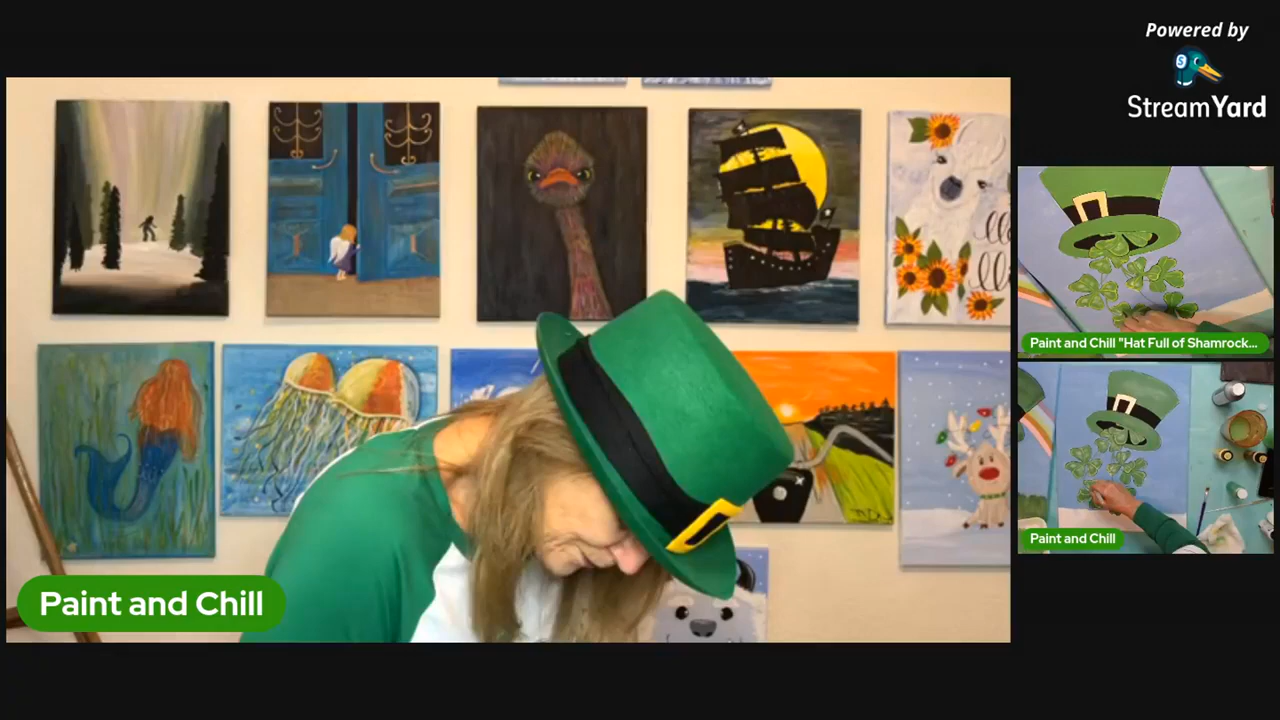 Powered by
StreamYard
Paint and Chill "Hat Full of Shamrock...
Paint and Chill
Paint and Chill